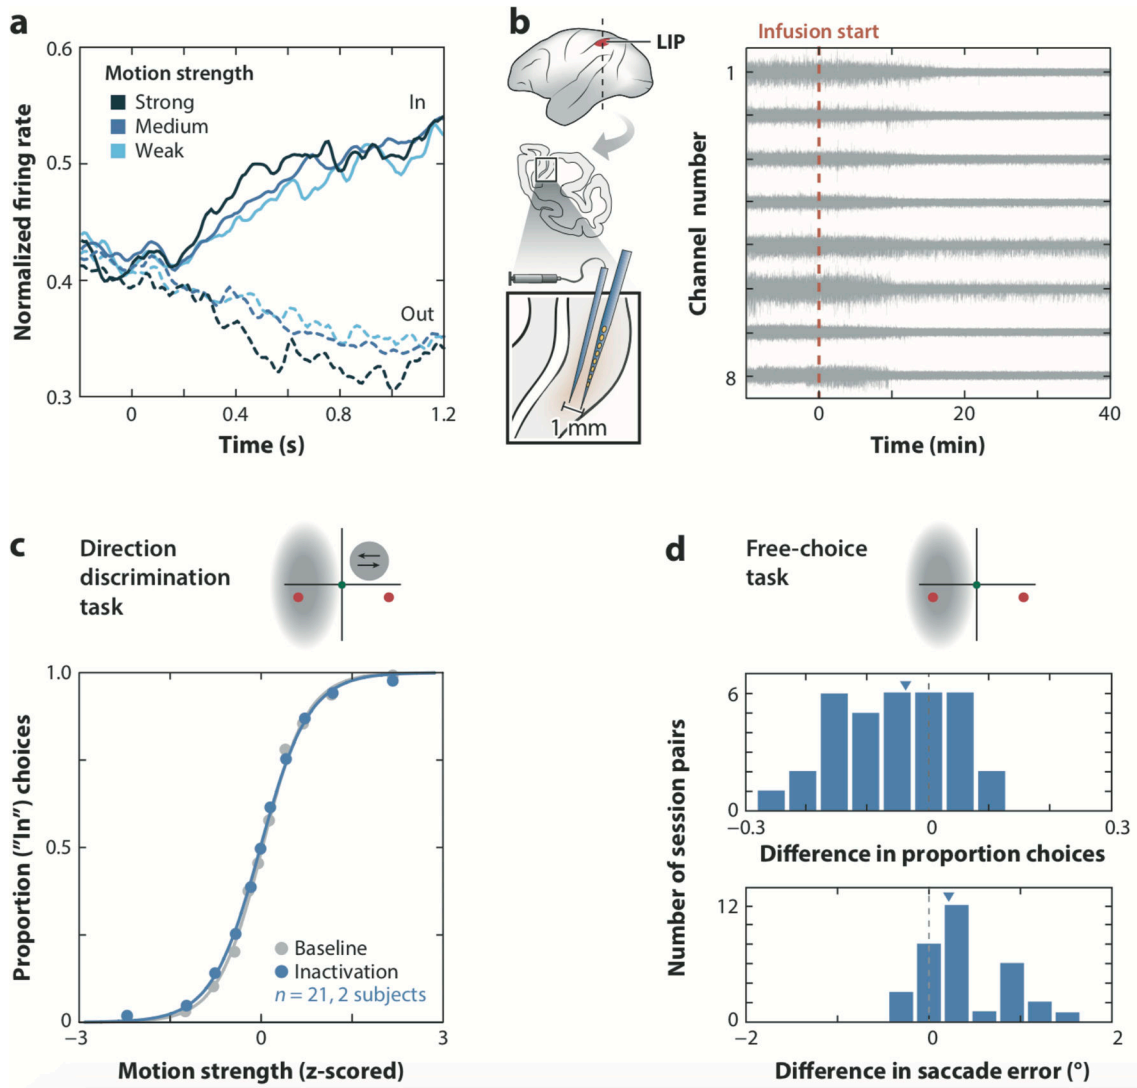 a
0.6
0.5
0.4
0.3
Normalized firing rate
Motion strength
Strong
Medium
Weak
In
Out
0
0.4
0.6
0.8
1.2
Time (s)
b
LIP
1 mm
Infusion start
Channel number
1
8
0
20
40
Time (min)
c
Direction
discrimination
task
Proportion ("In") choices
1.0
0.5
0
Baseline
Inactivation
n = 21, 2 subjects
−3
0
3
Motion strength (z-scored)
d
Free-choice
task
Number of session pairs
6
0
−0.3
0
0.3
Difference in proportion choices
12
0
−2
0
2
Difference in saccade error (°)